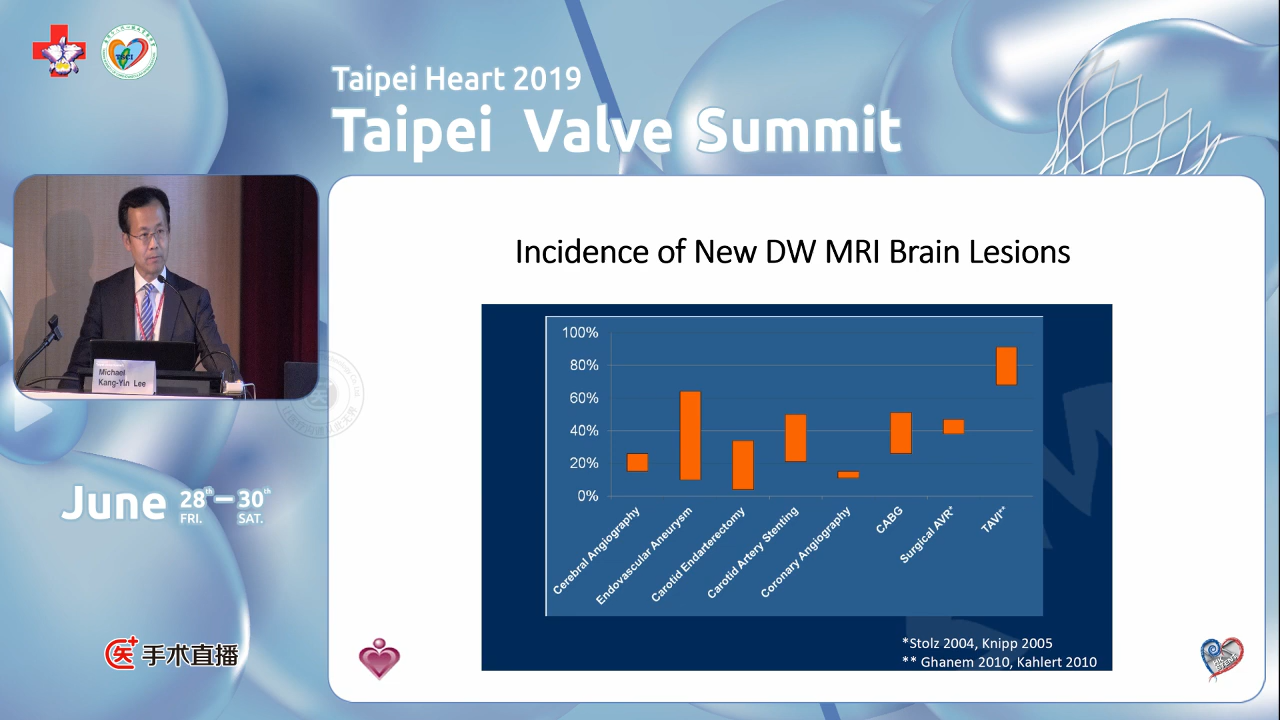 Taipei Heart 2019
Taipei Valve Summit
Michael
Kang-Yin Lee
June 28th – 30th
FRI. SAT.
手术直播
Incidence of New DW MRI Brain Lesions
100%
80%
60%
40%
20%
0%
Cerebral Angiography
Endovascular Aneurysm
Carotid Endarterectomy
Carotid Artery Stenting
Coronary Angiography
CABG
Surgical AVR*
TAVI**
*Stolz 2004, Knipp 2005
** Ghanem 2010, Kahlert 2010